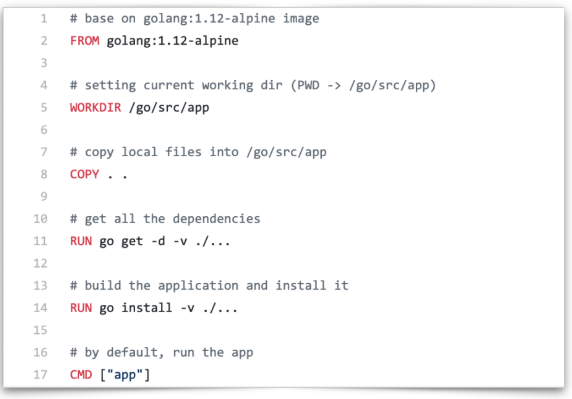 1 # base on golang:1.12-alpine image
2 FROM golang:1.12-alpine
3
4 # setting current working dir (PWD -> /go/src/app)
5 WORKDIR /go/src/app
6
7 # copy local files into /go/src/app
8 COPY . .
9
10 # get all the dependencies
11 RUN go get -d -v ./...
12
13 # build the application and install it
14 RUN go install -v ./...
15
16 # by default, run the app
17 CMD ["app"]